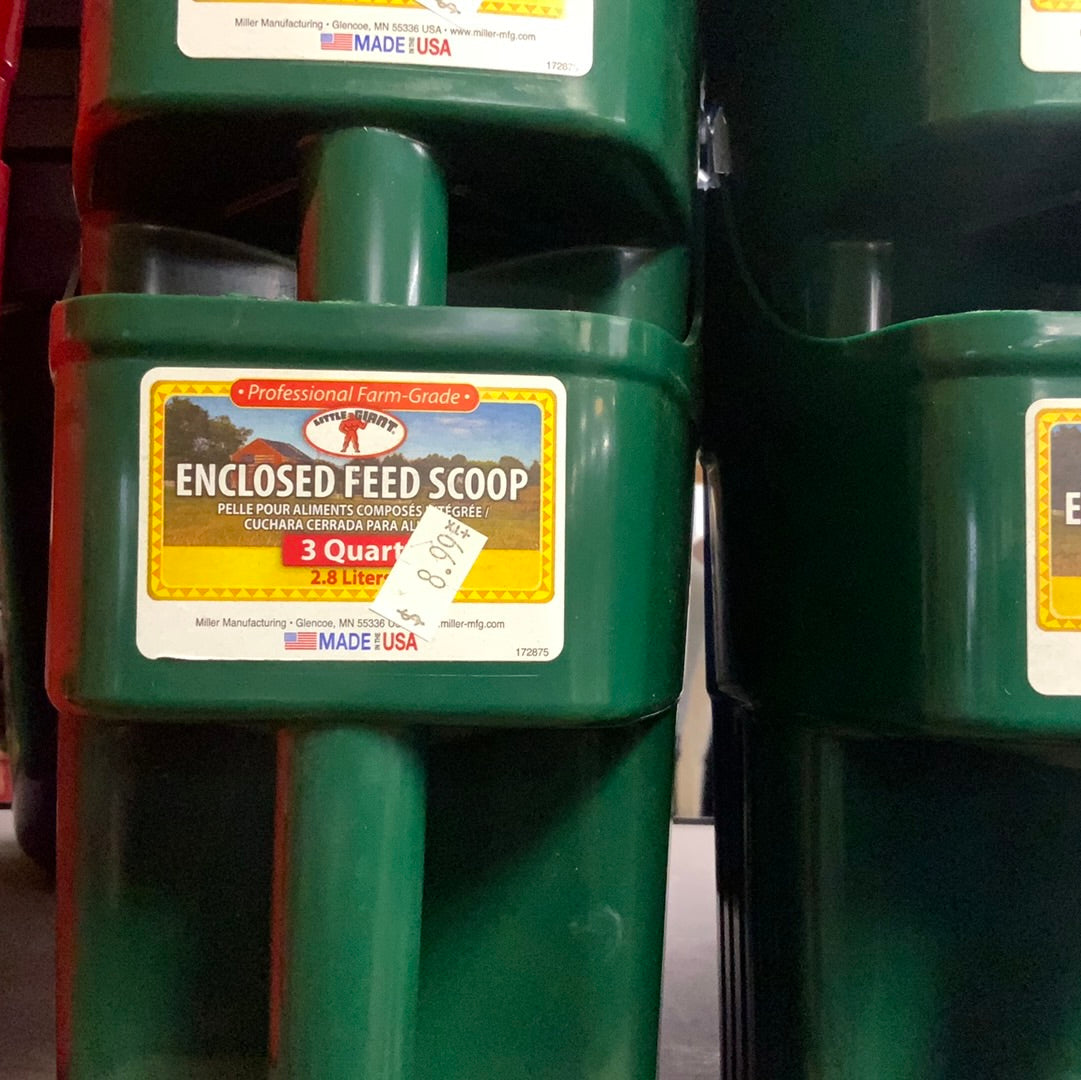 Miller Manufacturing • Glencoe, MN 55336 USA • www.miller-mfg.com
MADE IN THE USA
17287
• Professional Farm-Grade •
LITTLE GIANT
ENCLOSED FEED SCOOP
PELLE POUR ALIMENTS COMPOSÉS
CUCHARA CERRADA PARA
3 Quart
2.8 Liters
$ 8.99 +TX
Miller Manufacturing • Glencoe, MN 55336 .miller-mfg.com
MADE IN THE USA
172875
E